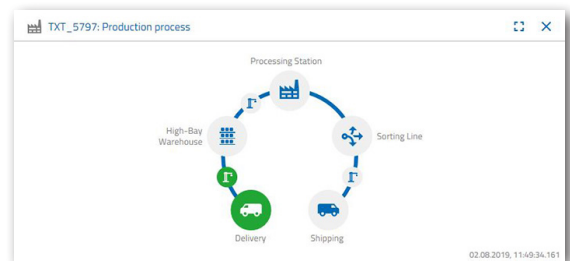 TXT_5797: Production process
Processing Station
High-Bay
Warehouse
Sorting Line
Delivery
Shipping
02.08.2019, 11:49:34.161